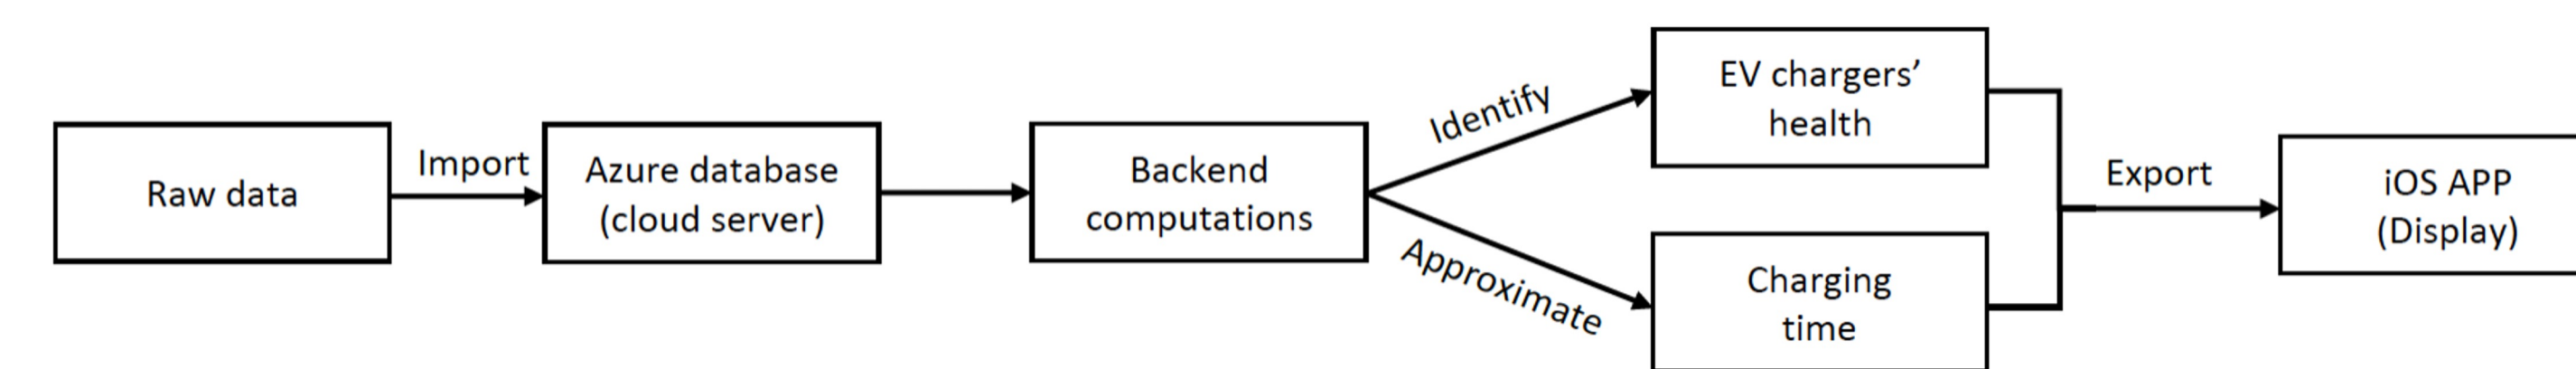 Raw data
Import
Azure database
(cloud server)
Backend
computations
Identify
Approximate
EV chargers’
health
Charging
time
Export
iOS APP
(Display)